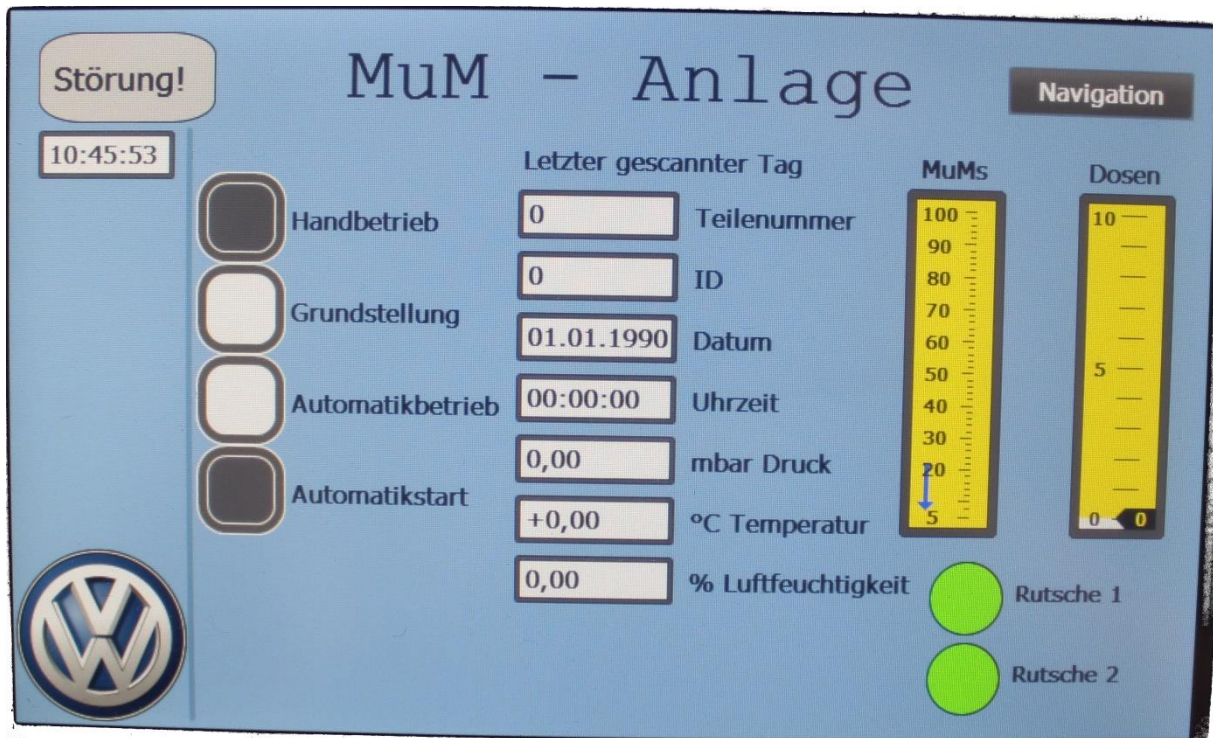 Störung!
MuM - Anlage
Navigation
10:45:53
Letzter gescannter Tag
MuMs
Dosen
Handbetrieb
Grundstellung
Automatikbetrieb
Automatikstart
0 Teilenummer
0 ID
01.01.1990 Datum
00:00:00 Uhrzeit
0,00 mbar Druck
+0,00 °C Temperatur
0,00 % Luftfeuchtigkeit
100
90
80
70
60
50
40
30
20
5
10
5
0 0
Rutsche 1
Rutsche 2